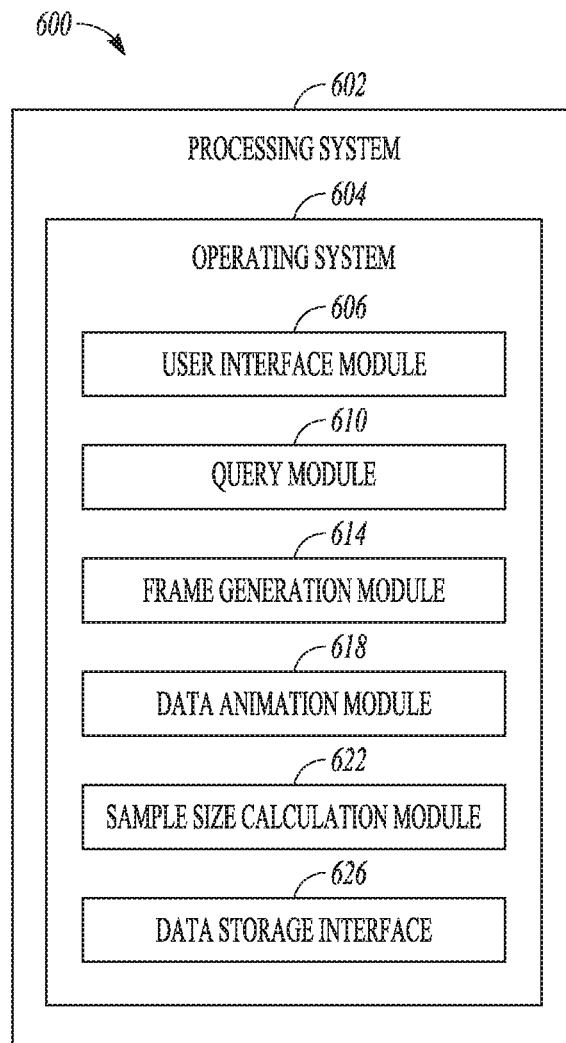 600
602
PROCESSING SYSTEM
604
OPERATING SYSTEM
606
USER INTERFACE MODULE
610
QUERY MODULE
614
FRAME GENERATION MODULE
618
DATA ANIMATION MODULE
622
SAMPLE SIZE CALCULATION MODULE
626
DATA STORAGE INTERFACE